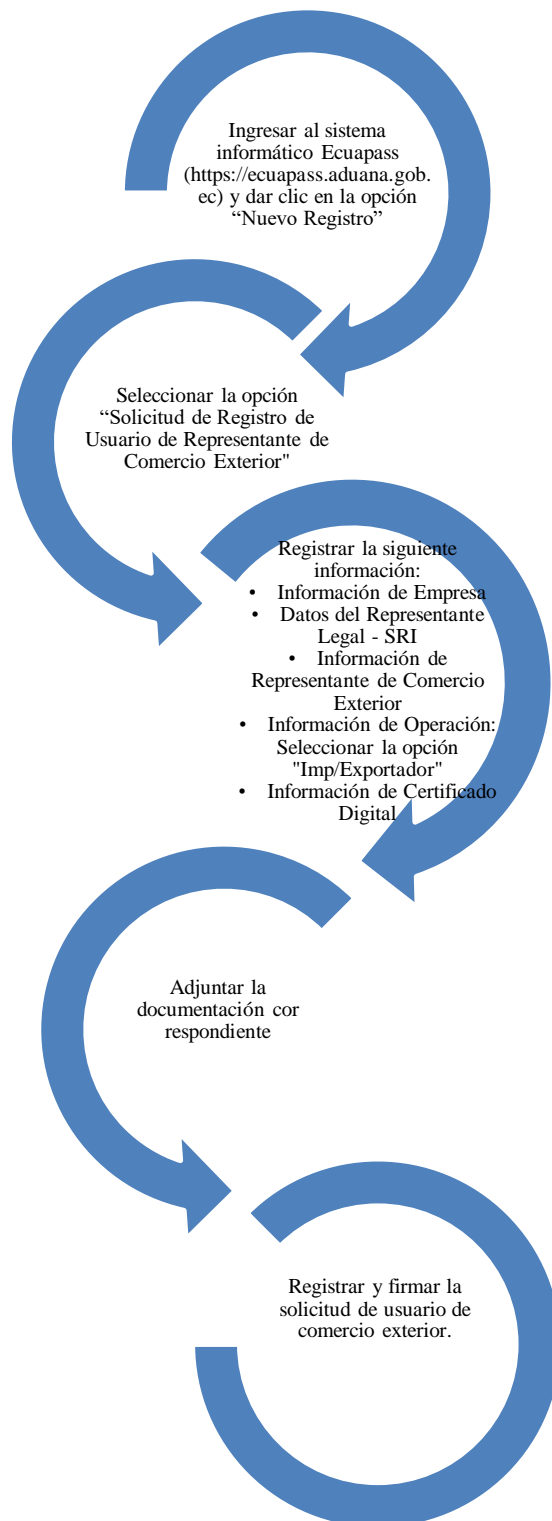 Ingresar al sistema
informático Ecuapass
(https://ecuapass.aduana.gob.
ec) y dar clic en la opción
“Nuevo Registro”
Seleccionar la opción
“Solicitud de Registro de
Usuario de Representante de
Comercio Exterior"
Registrar la siguiente
información:
• Información de Empresa
• Datos del Representante
Legal - SRI
• Información de
Representante de Comercio
Exterior
• Información de Operación:
Seleccionar la opción
"Imp/Exportador"
• Información de Certificado
Digital
Adjuntar la
documentación cor
respondiente
Registrar y firmar la
solicitud de usuario de
comercio exterior.